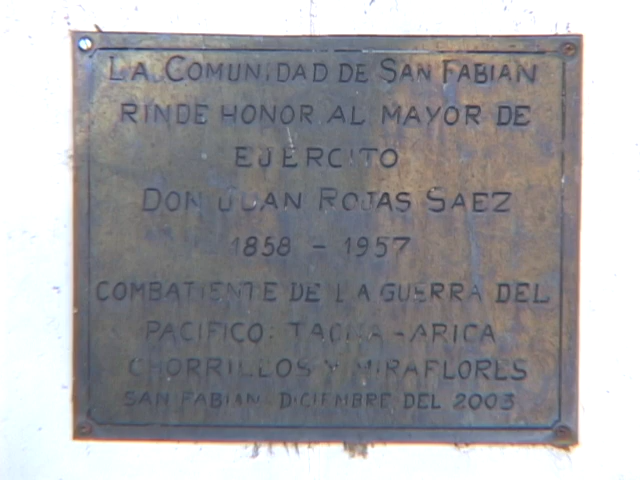 LA COMUNIDAD DE SAN FABIAN
RINDE HONOR AL MAYOR DE
EJERCITO
DON JUAN ROJAS SAEZ
1858 - 1957
COMBATIENTE DE LA GUERRA DEL
PACIFICO: TACNA - ARICA
CHORRILLOS Y MIRAFLORES
SAN FABIAN DICIEMBRE DEL 2003